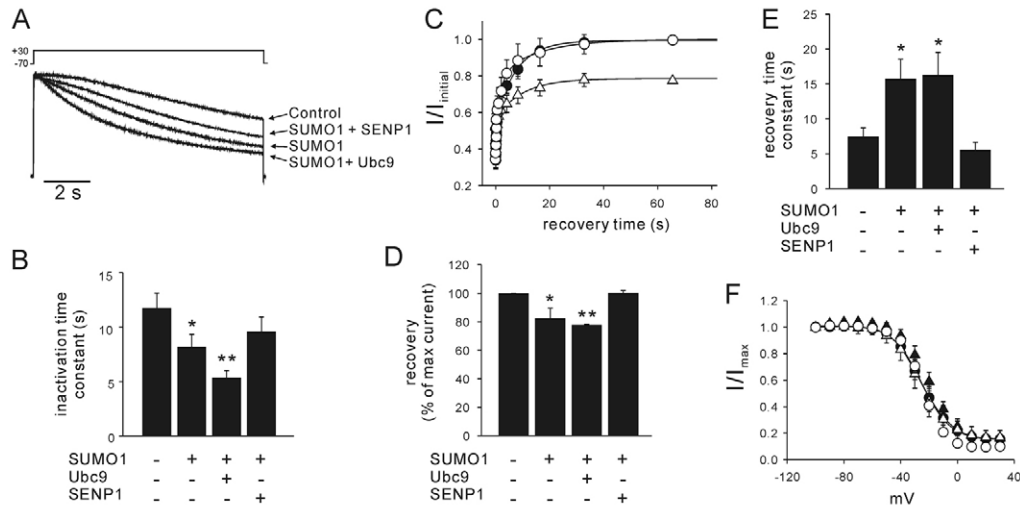 A
+30
-70
Control
SUMO1 + SENP1
SUMO1
SUMO1+ Ubc9
2 s
B
inactivation time
constant (s)
15
10
5
0
*
**
SUMO1 - + + +
Ubc9 - - + -
SENP1 - - - +
C
I/Iinitial
1.0
0.8
0.6
0.4
0.2
0 20 40 60 80
recovery time (s)
D
recovery
(% of max current)
120
100
80
60
40
20
0
*
**
SUMO1 - + + +
Ubc9 - - + -
SENP1 - - - +
E
recovery time
constant (s)
25
20
15
10
5
0
* *
SUMO1 - + + +
Ubc9 - - + -
SENP1 - - - +
F
I/Imax
1.2
1.0
0.8
0.6
0.4
0.2
0.0
-120 -80 -40 0 40
mV